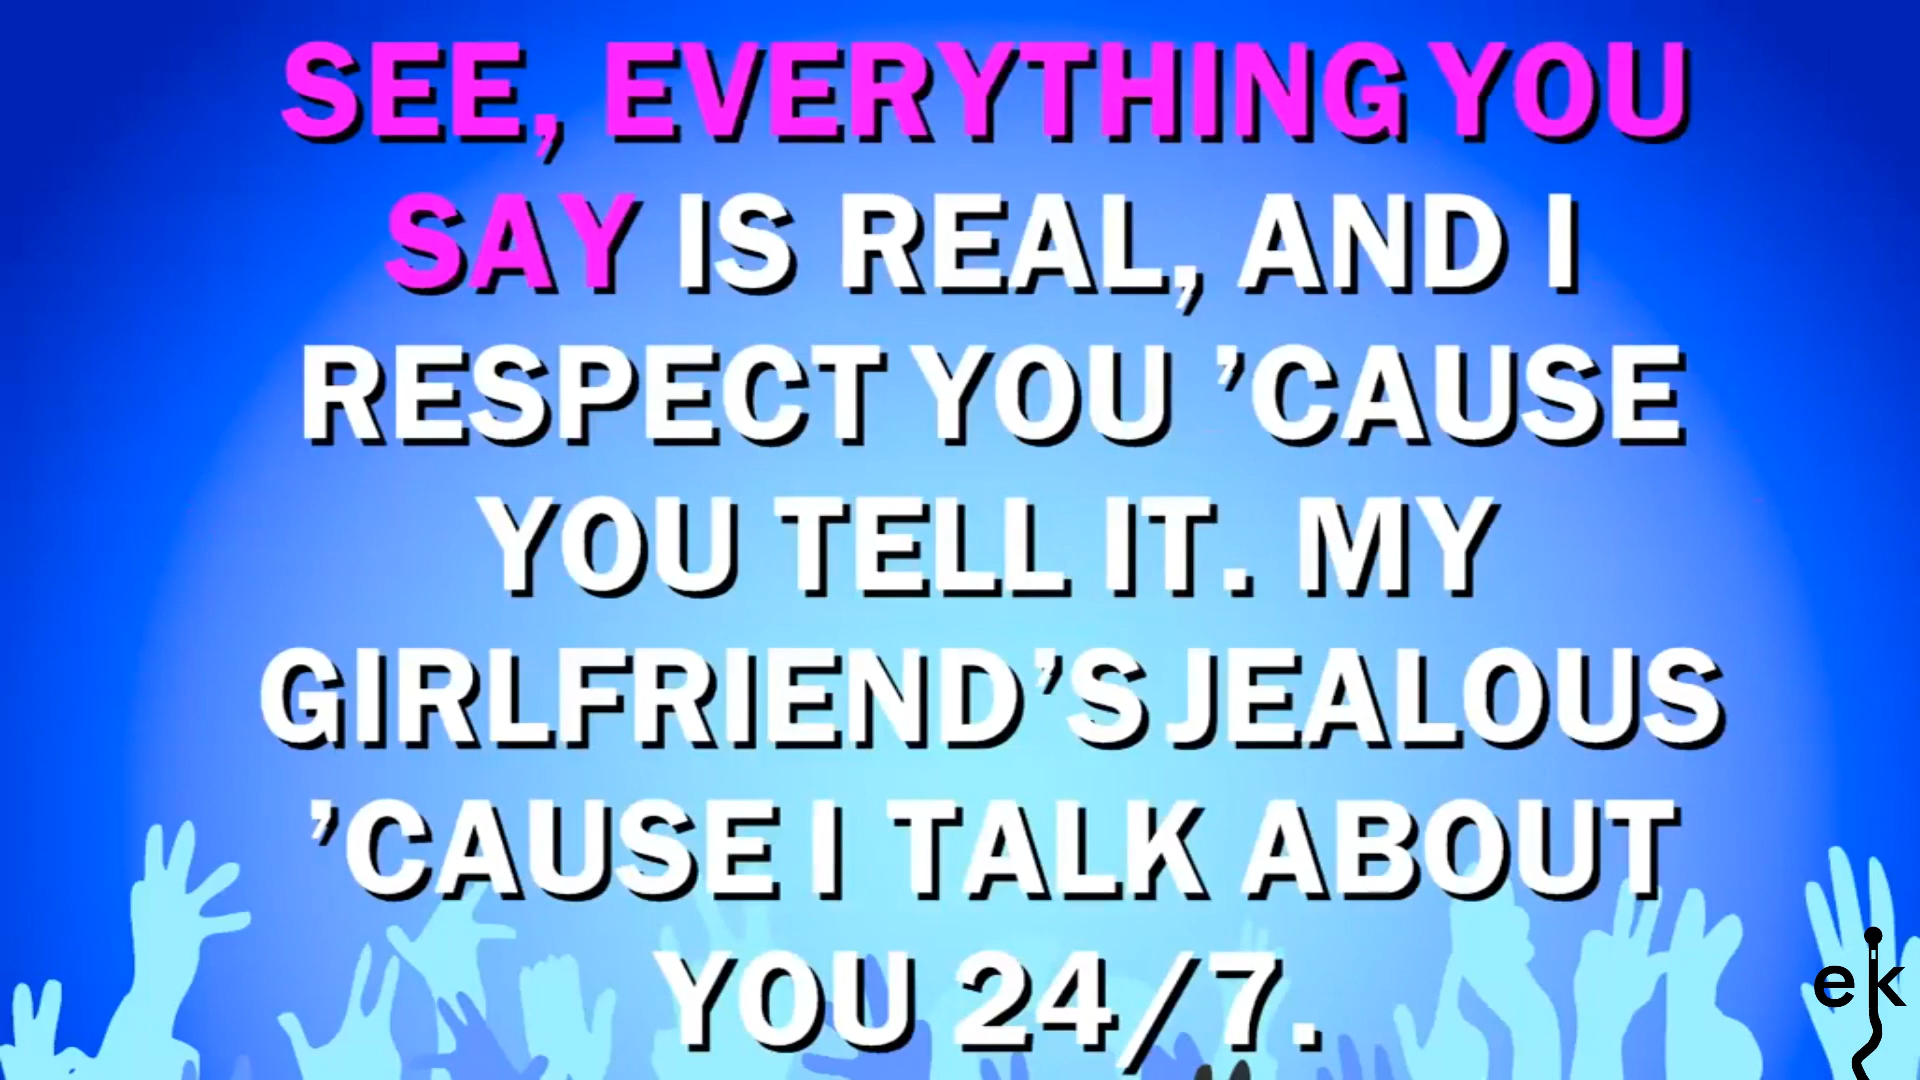 SEE, EVERYTHING YOU
SAY IS REAL, AND I
RESPECT YOU ’CAUSE
YOU TELL IT. MY
GIRLFRIEND’S JEALOUS
’CAUSE I TALK ABOUT
YOU 24/7.
ek